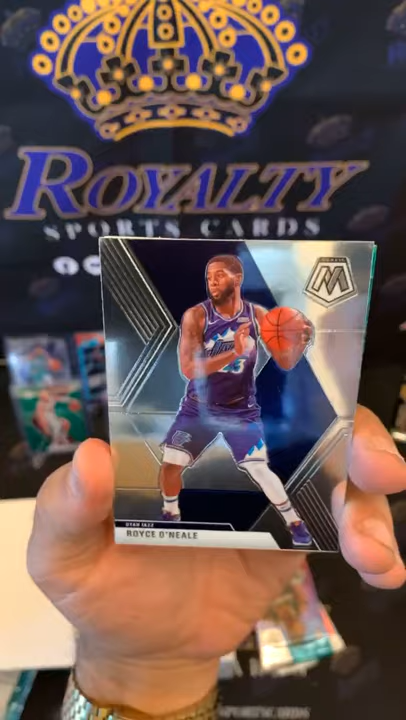 ROYALTY
SPORTS CARDS
M
UTAH JAZZ
ROYCE O'NEALE